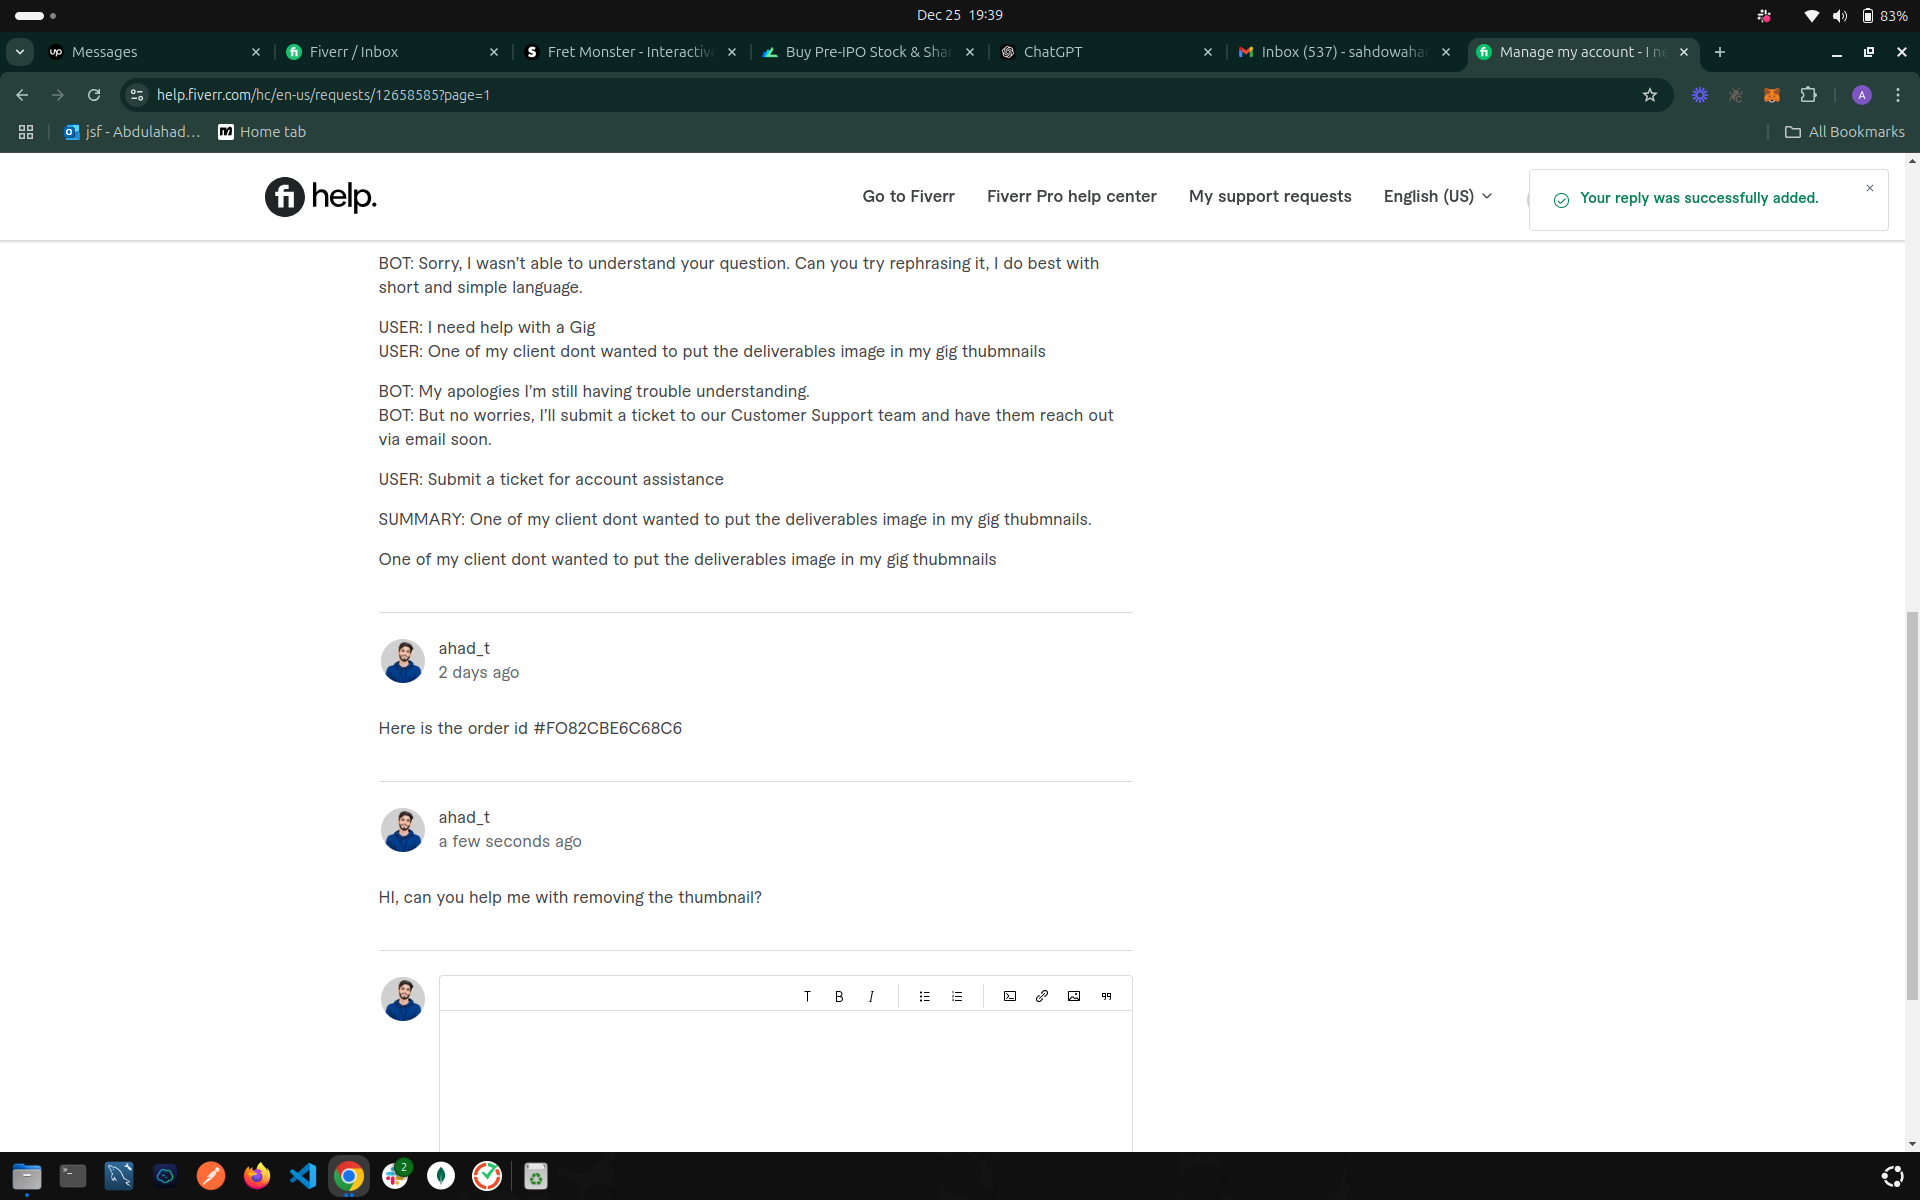 Dec 25 19:39
83%
Messages
Fiverr / Inbox
Fret Monster - Interactive
Buy Pre-IPO Stock & Shar
ChatGPT
Inbox (537) - sahdowahad
Manage my account - I ne
help.fiverr.com/hc/en-us/requests/12658585?page=1
A
jsf - Abdulahad...
Home tab
All Bookmarks
fi help.
Go to Fiverr
Fiverr Pro help center
My support requests
English (US)
Your reply was successfully added.
BOT: Sorry, I wasn’t able to understand your question. Can you try rephrasing it, I do best with
short and simple language.
USER: I need help with a Gig
USER: One of my client dont wanted to put the deliverables image in my gig thubmnails
BOT: My apologies I’m still having trouble understanding.
BOT: But no worries, I’ll submit a ticket to our Customer Support team and have them reach out
via email soon.
USER: Submit a ticket for account assistance
SUMMARY: One of my client dont wanted to put the deliverables image in my gig thubmnails.
One of my client dont wanted to put the deliverables image in my gig thubmnails
ahad_t
2 days ago
Here is the order id #FO82CBE6C68C6
ahad_t
a few seconds ago
HI, can you help me with removing the thumbnail?
T B I
2